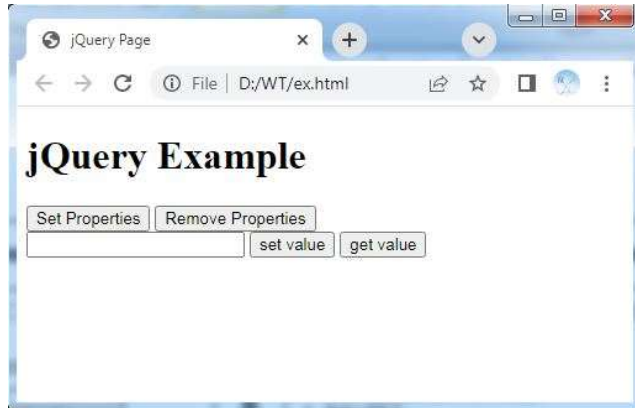 jQuery Page
File | D:/WT/ex.html
jQuery Example
Set Properties Remove Properties
set value get value